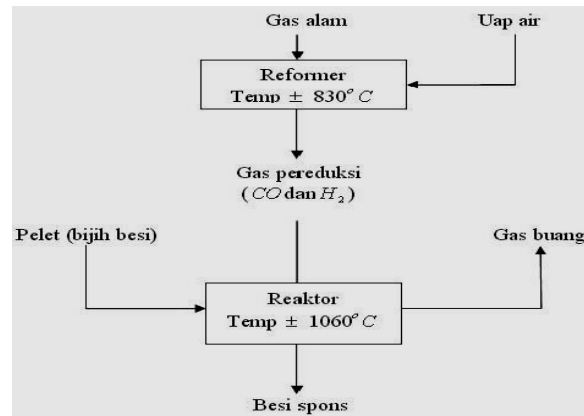 Gas alam
Uap air
Reformer
Temp ± 830° C
Gas pereduksi
(CO dan H₂)
Pelet (bijih besi)
Gas buang
Reaktor
Temp ± 1060° C
Besi spons